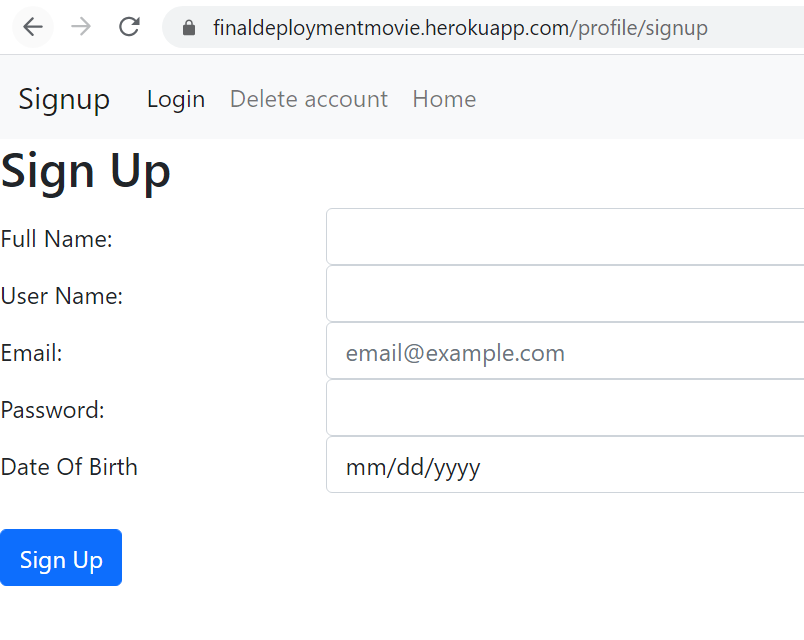 finaldeploymentmovie.herokuapp.com/profile/signup
Signup Login Delete account Home
Sign Up
Full Name:
User Name:
Email: email@example.com
Password:
Date Of Birth mm/dd/yyyy
Sign Up